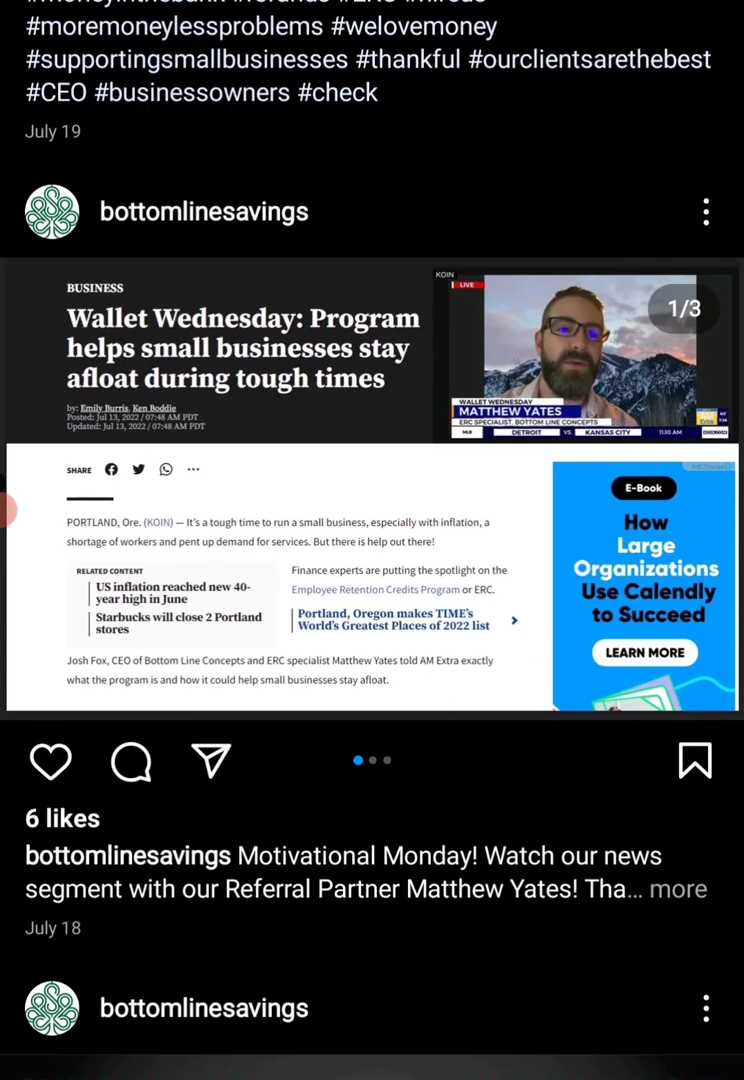 #moremoneylessproblems #welovemoney
#supportingsmallbusinesses #thankful #ourclientsarethebest
#CEO #businessowners #check
July 19
bottomlinesavings
BUSINESS
Wallet Wednesday: Program
helps small businesses stay
afloat during tough times
by: Emily Burris, Ken Boddie
Posted: Jul 13, 2022 / 07:48 AM PDT
Updated: Jul 13, 2022 / 07:48 AM PDT
KOIN
LIVE
1/3
WALLET WEDNESDAY
MATTHEW YATES
ERC SPECIALIST, BOTTOM LINE CONCEPTS
MLB DETROIT VS. KANSAS CITY 11:10 AM
SHARE
PORTLAND, Ore. (KOIN) — It's a tough time to run a small business, especially with inflation, a
shortage of workers and pent up demand for services. But there is help out there!
RELATED CONTENT
US inflation reached new 40-
year high in June
Starbucks will close 2 Portland
stores
Finance experts are putting the spotlight on the
Employee Retention Credits Program or ERC.
Portland, Oregon makes TIME's
World's Greatest Places of 2022 list
Josh Fox, CEO of Bottom Line Concepts and ERC specialist Matthew Yates told AM Extra exactly
what the program is and how it could help small businesses stay afloat.
AdChoices
E-Book
How
Large
Organizations
Use Calendly
to Succeed
LEARN MORE
6 likes
bottomlinesavings Motivational Monday! Watch our news
segment with our Referral Partner Matthew Yates! Tha... more
July 18
bottomlinesavings